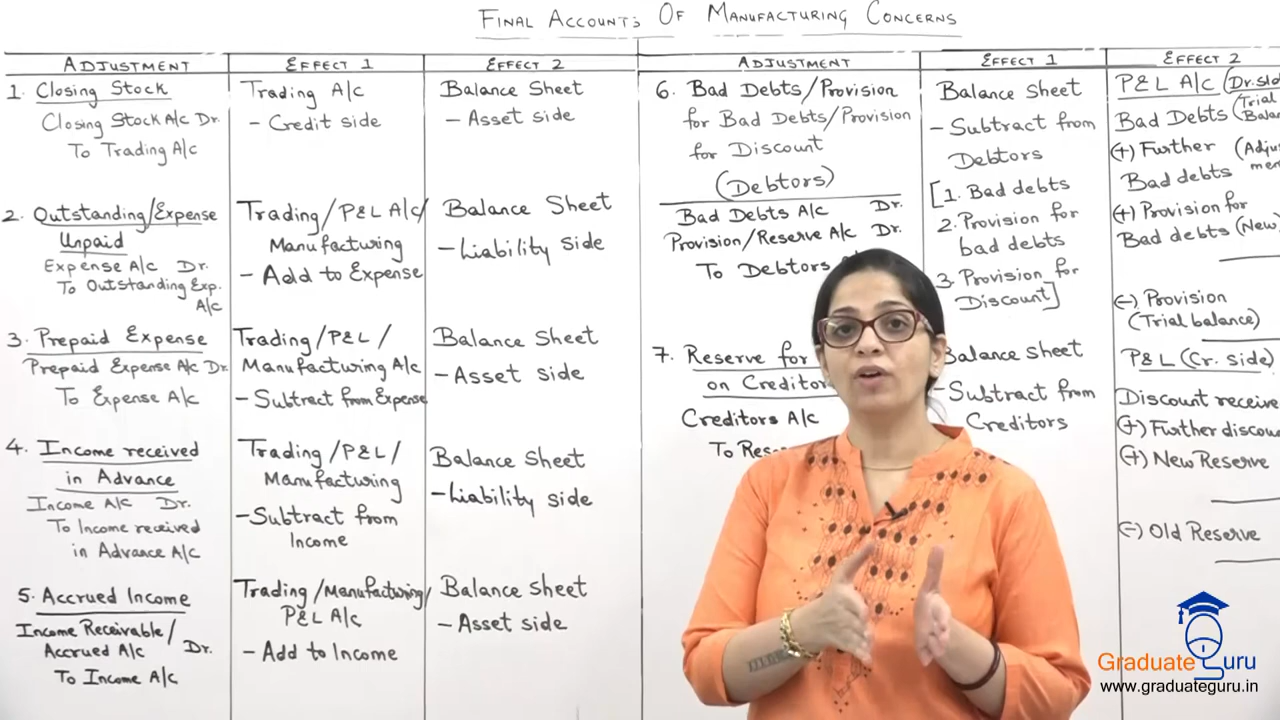 FINAL ACCOUNTS OF MANUFACTURING CONCERNS
ADJUSTMENT
EFFECT 1
EFFECT 2
1. Closing Stock
Closing Stock A/c Dr.
To Trading A/c
Trading A/c
- Credit side
Balance Sheet
- Asset side
2. Outstanding/Expense
Unpaid
Expense A/c Dr.
To Outstanding Exp.
A/c
Trading/P&L A/c/
Manufacturing
- Add to Expense
Balance Sheet
- Liability side
3. Prepaid Expense
Prepaid Expense A/c Dr.
To Expense A/c
Trading/P&L/
Manufacturing A/c
- Subtract from Expense
Balance Sheet
- Asset side
4. Income received
in Advance
Income A/c Dr.
To Income received
in Advance A/c
Trading/P&L/
Manufacturing
- Subtract from
Income
Balance Sheet
- Liability side
5. Accrued Income
Income Receivable/
Accrued A/c Dr.
To Income A/c
Trading/Manufacturing/
P&L A/c
- Add to Income
Balance Sheet
- Asset side
ADJUSTMENT
EFFECT 1
EFFECT 2
6. Bad Debts/Provision
for Bad Debts/Provision
for Discount
(Debtors)
Bad Debts A/c Dr.
Provision/Reserve A/c Dr.
To Debtors
Balance Sheet
- Subtract from
Debtors
[1. Bad debts
2. Provision for
bad debts
3. Provision for
Discount]
P&L A/c (Dr.
Bad Debts (Trial
(+) Further
Bad debts
(+) Provision for
Bad debts (New
(-) Provision
(Trial balance)
7. Reserve for
on
Creditors A/c
To
Balance Sheet
- Subtract from
Creditors
P&L (Cr. side)
Discount
(+) Further
(+) New Reserve
(-) Old Reserve
Graduate Guru
www.graduateguru.in